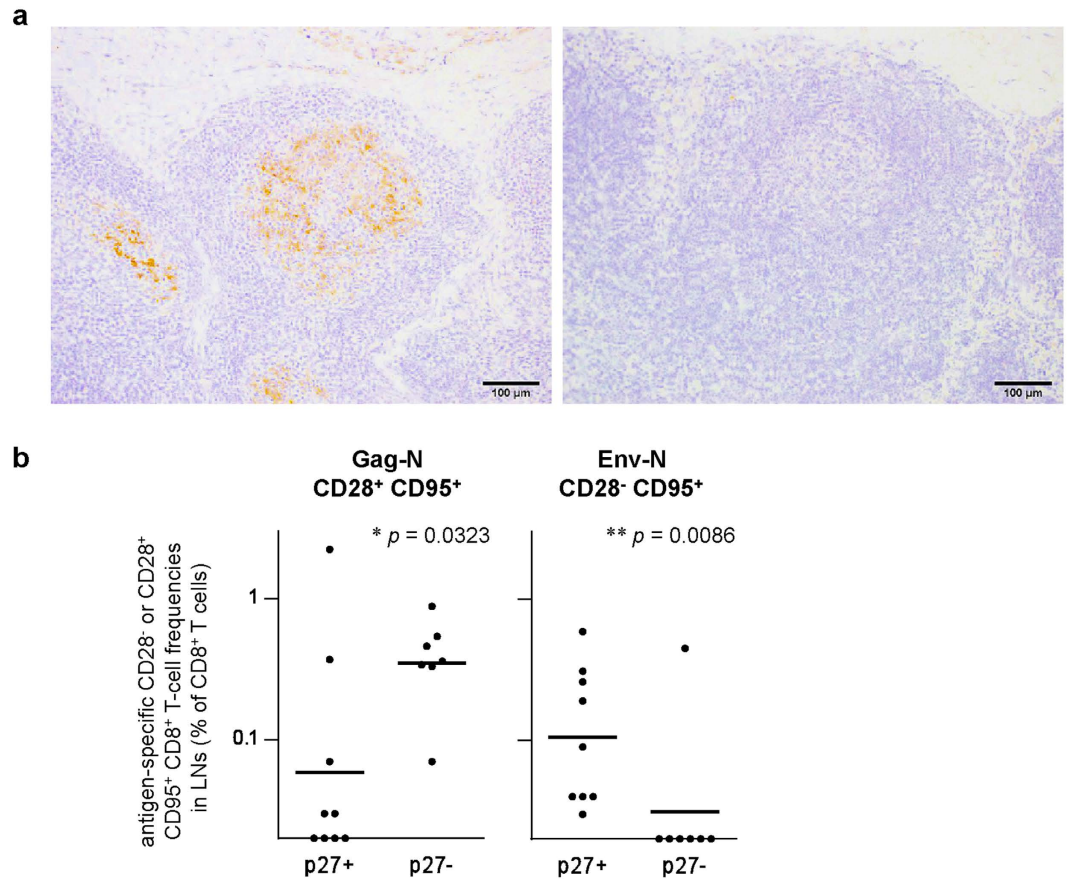 a
100 µm
100 µm
b
Gag-N
CD28⁺ CD95⁺
Env-N
CD28⁻ CD95⁺
* p = 0.0323
** p = 0.0086
antigen-specific CD28⁻ or CD28⁺
CD95⁺ CD8⁺ T-cell frequencies
in LNs (% of CD8⁺ T cells)
1
0.1
p27+
p27-
p27+
p27-